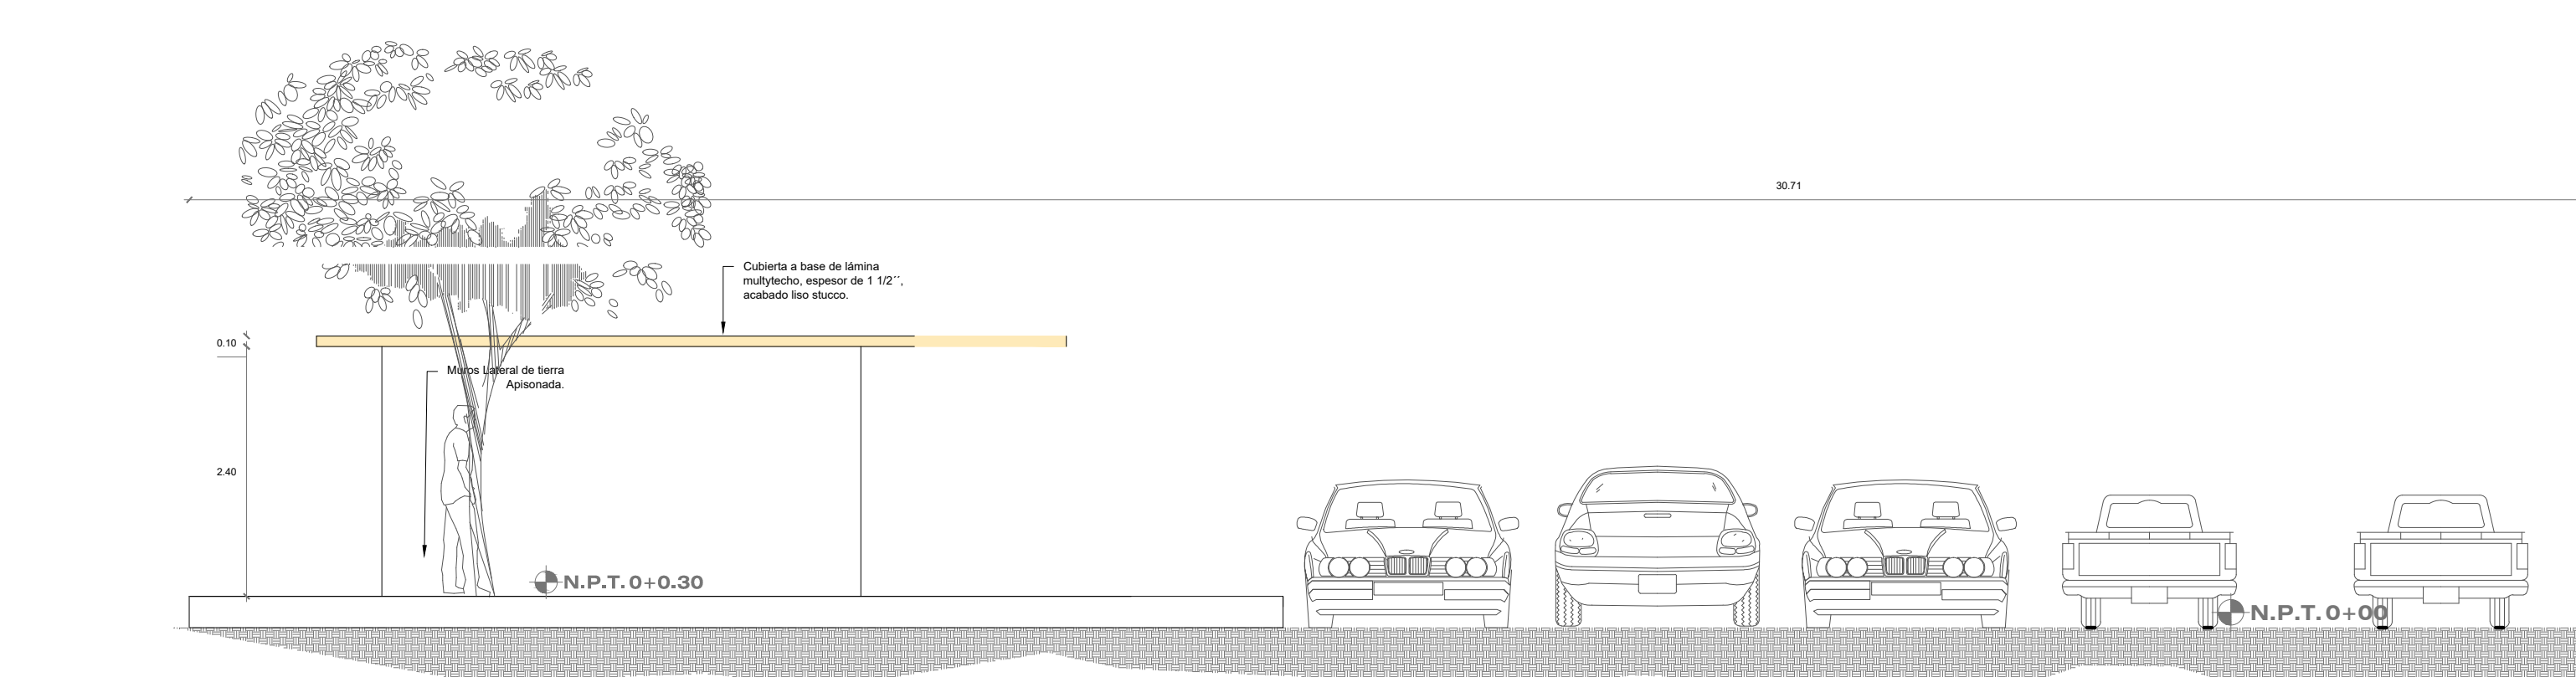 30.71
Cubierta a base de lámina
multytecho, espesor de 1 1/2´´,
acabado liso stucco.
0.10
Muros Lateral de tierra
Apisonada.
2.40
N.P.T. 0+0.30
N.P.T. 0+00